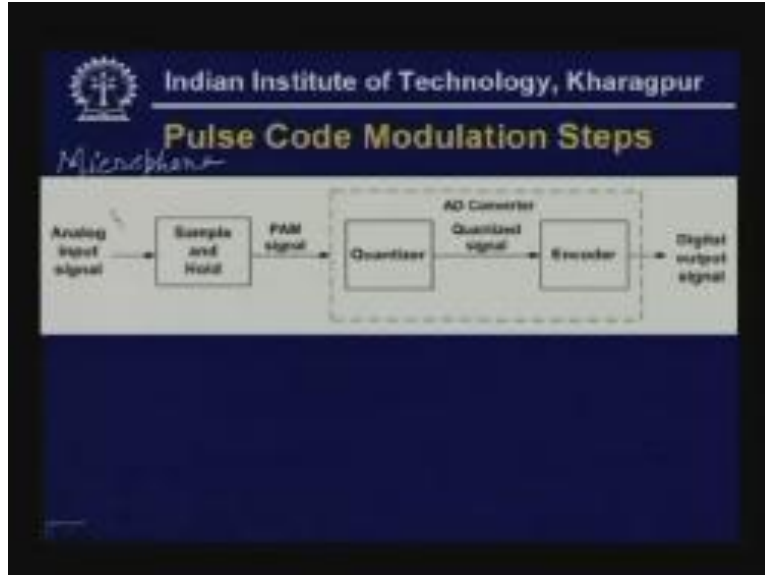 Indian Institute of Technology, Kharagpur
Pulse Code Modulation Steps
Microphone
Analog
input
signal
Sample
and
Hold
PAM
signal
AD Converter
Quantizer
Quantized
signal
Encoder
Digital
output
signal